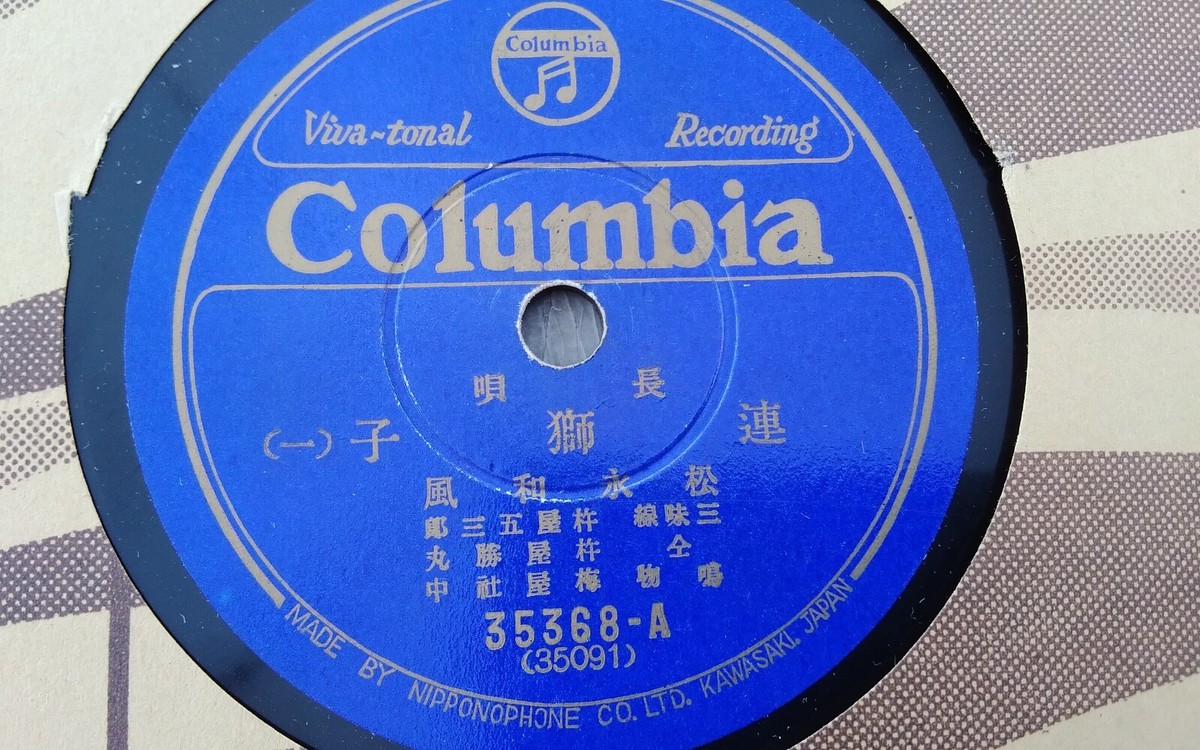 Columbia
Viva~tonal Recording
Columbia
長唄
連獅子(一)
松永和風
三味線 杵屋五三郎
仝 杵屋勝丸
鳴物 梅屋社中
35368-A
(35091)
MADE BY NIPPONOPHONE CO. LTD. KAWASAKI, JAPAN